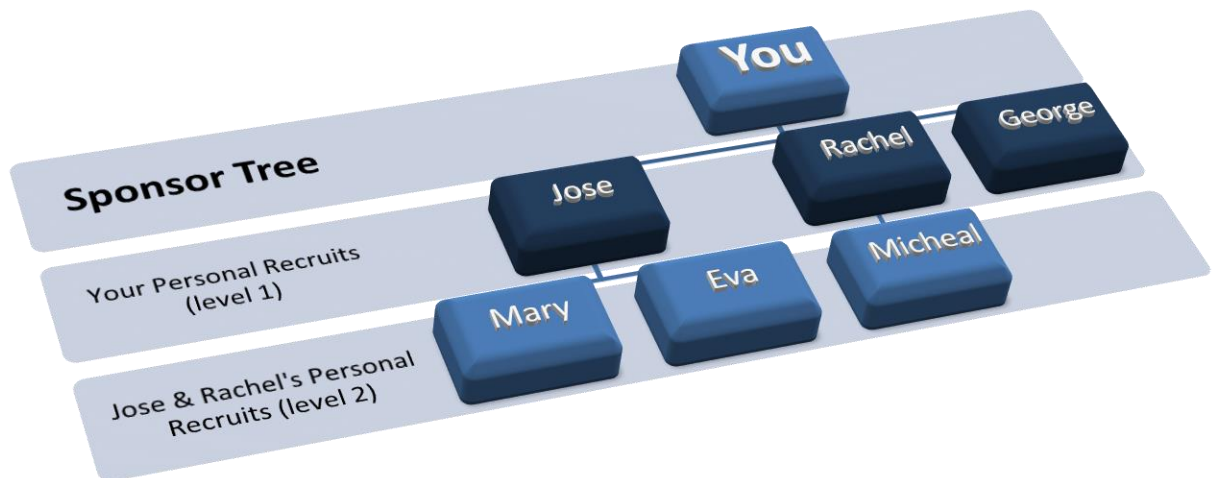 You
Sponsor Tree
Jose
Rachel
George
Your Personal Recruits
(level 1)
Mary
Eva
Micheal
Jose & Rachel's Personal
Recruits (level 2)